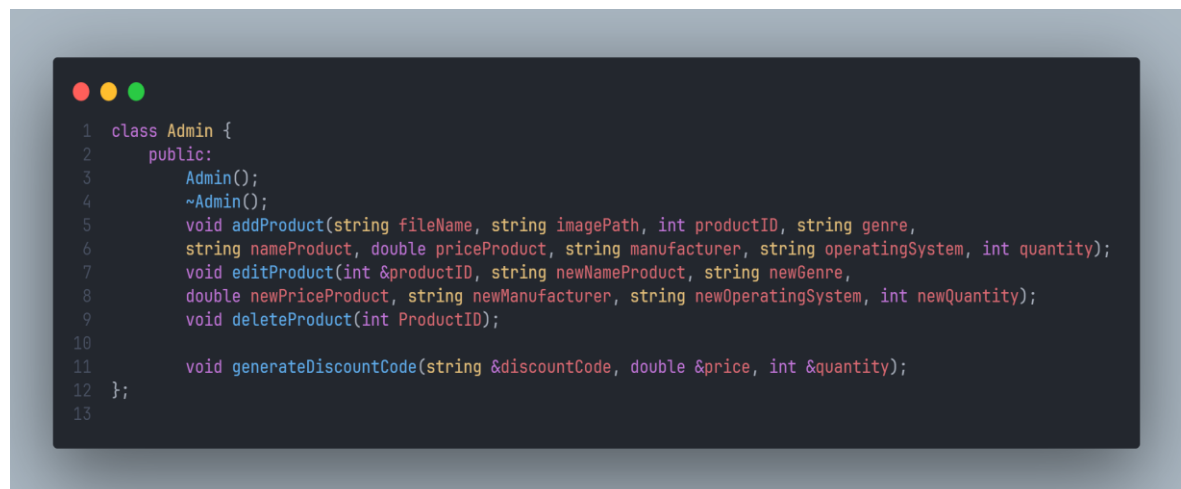 1 class Admin {
2 public:
3 Admin();
4 ~Admin();
5 void addProduct(string fileName, string imagePath, int productID, string genre,
6 string nameProduct, double priceProduct, string manufacturer, string operatingSystem, int quantity);
7 void editProduct(int &productID, string newNameProduct, string newGenre,
8 double newPriceProduct, string newManufacturer, string newOperatingSystem, int newQuantity);
9 void deleteProduct(int ProductID);
10
11 void generateDiscountCode(string &discountCode, double &price, int &quantity);
12 };
13